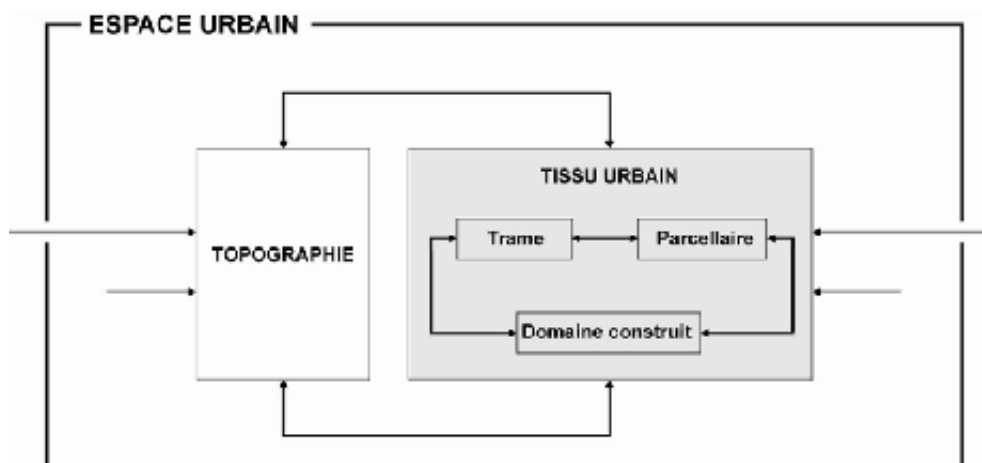 ESPACE URBAIN
TISSU URBAIN
Trame
Parcellaire
TOPOGRAPHIE
Domaine construit